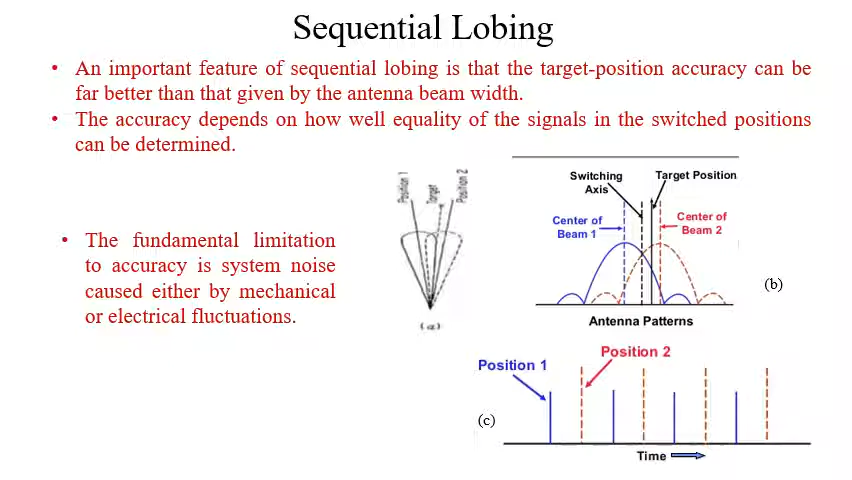 Sequential Lobing
• An important feature of sequential lobing is that the target-position accuracy can be
far better than that given by the antenna beam width.
• The accuracy depends on how well equality of the signals in the switched positions
can be determined.
• The fundamental limitation
to accuracy is system noise
caused either by mechanical
or electrical fluctuations.
Position 1
Target
Position 2
(a)
Switching
Axis
Target Position
Center of
Beam 1
Center of
Beam 2
(b)
Antenna Patterns
Position 1
Position 2
(c)
Time